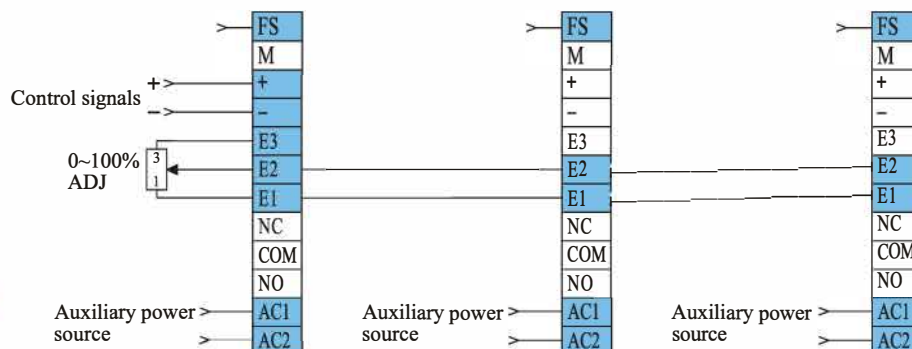 FS FS FS
M M M
+ + + +
Control signals
− − − −
E3 E3 E3
0~100% 3 E2 E2 E2
ADJ 1
E1 E1 E1
NC NC NC
COM COM COM
NO NO NO
Auxiliary power AC1 Auxiliary power AC1 Auxiliary power AC1
source AC2 source AC2 source AC2